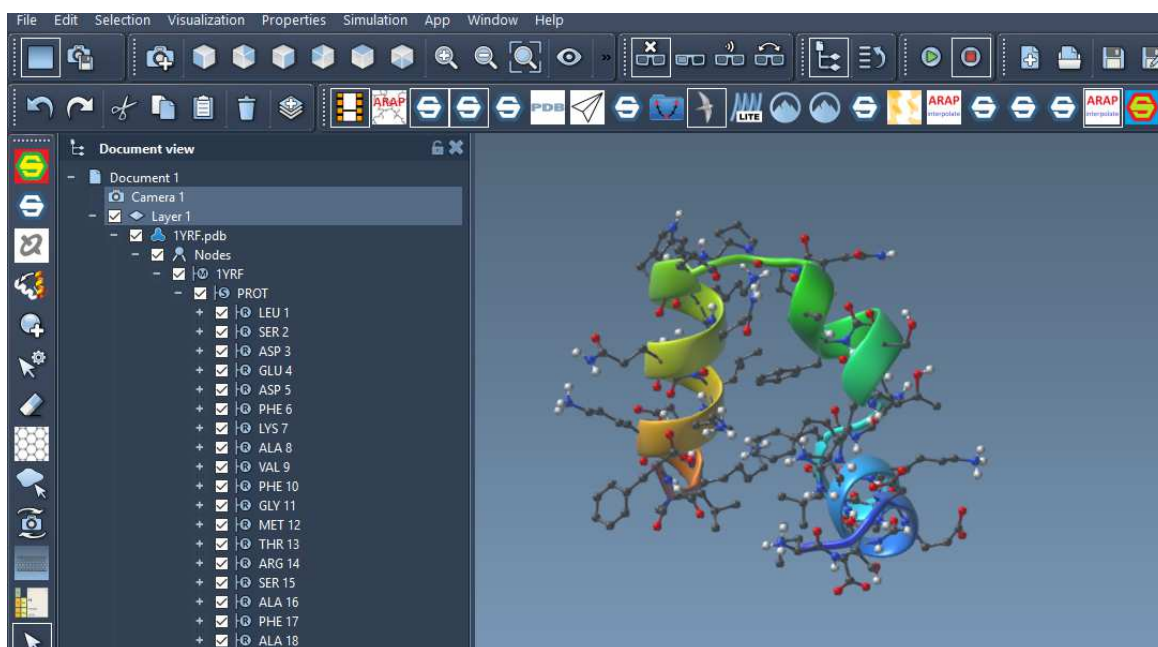 File Edit Selection Visualization Properties Simulation App Window Help
ARAP PDB LITE ARAP interpolate ARAP interpolate
Document view
Document 1
Camera 1
Layer 1
1YRF.pdb
Nodes
M 1YRF
S PROT
R LEU 1
R SER 2
R ASP 3
R GLU 4
R ASP 5
R PHE 6
R LYS 7
R ALA 8
R VAL 9
R PHE 10
R GLY 11
R MET 12
R THR 13
R ARG 14
R SER 15
R ALA 16
R PHE 17
R ALA 18